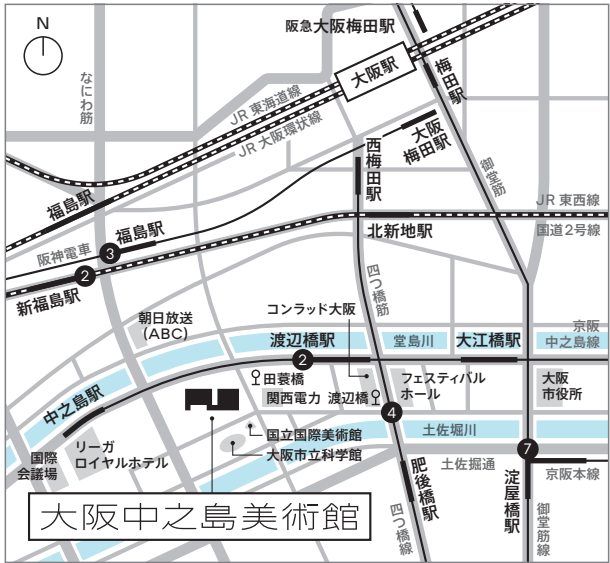 N
阪急大阪梅田駅
なにわ筋
大阪駅
梅田駅
JR 東海道線
JR 大阪環状線
大阪
梅田駅
西梅田駅
御堂筋
福島駅
JR 東西線
国道2号線
阪神電車
福島駅
3
2
新福島駅
北新地駅
四つ橋筋
朝日放送
(ABC)
コンラッド大阪
渡辺橋駅
堂島川
大江橋駅
京阪
中之島線
2
田蓑橋
関西電力
渡辺橋
フェスティバル
ホール
大阪
市役所
中之島駅
4
国立国際美術館
大阪市立科学館
土佐堀川
国際
会議場
リーガ
ロイヤルホテル
7
土佐堀通
肥後橋駅
淀屋橋駅
京阪本線
大阪中之島美術館
四つ橋線
御堂筋線